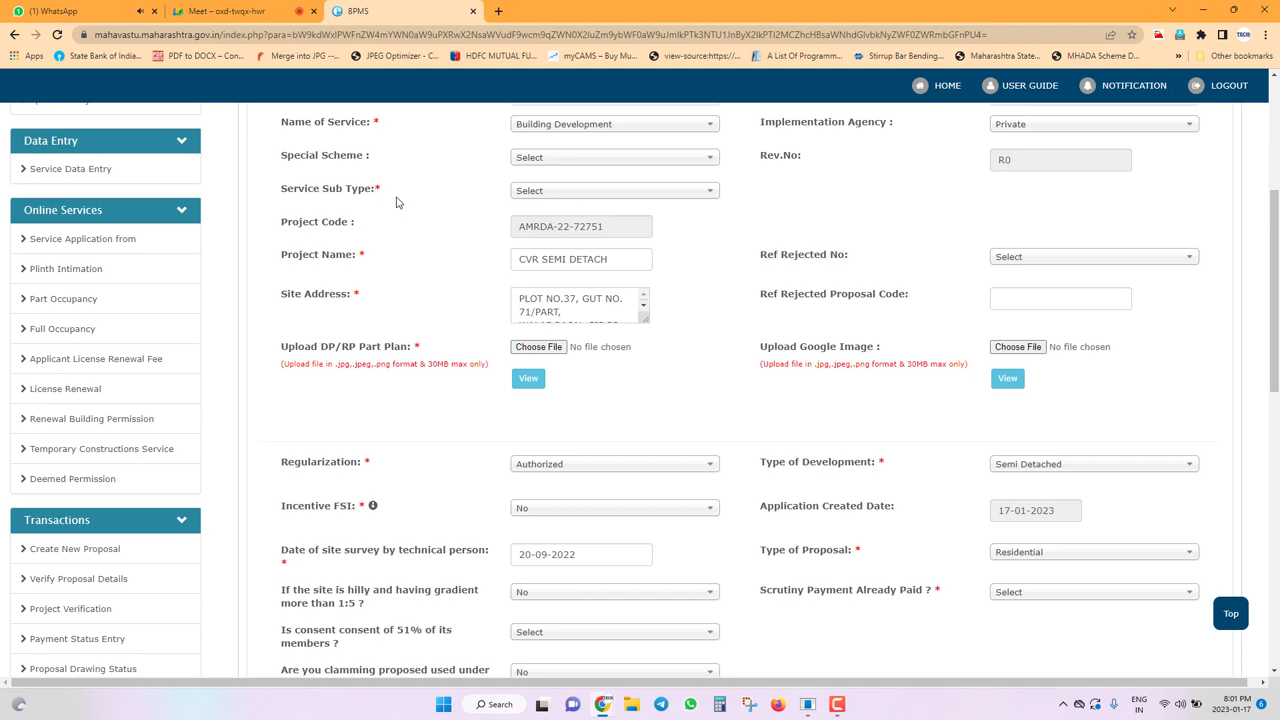 WhatsApp
Meet – oxd-twqx-hwr
BPMS
mahavastu.maharashtra.gov.in/index.php?
Apps
State Bank of India
PDF to DOCX – Con...
Merge into JPG --...
JPEG Optimizer - C...
HDFC MUTUAL FU...
myCAMS – Buy Mu...
view-source:https:/...
A List Of Programm...
Stirrup Bar Bending...
Maharashtra State...
MHADA Scheme D...
»
Other bookmarks
HOME
USER GUIDE
NOTIFICATION
LOGOUT
Data Entry
Service Data Entry
Online Services
Service Application from
Plinth Intimation
Part Occupancy
Full Occupancy
Applicant License Renewal Fee
License Renewal
Renewal Building Permission
Temporary Constructions Service
Deemed Permission
Transactions
Create New Proposal
Verify Proposal Details
Project Verification
Payment Status Entry
Proposal Drawing Status
Name of Service: * Building Development
Implementation Agency : Private
Special Scheme : Select
Rev.No: R0
Service Sub Type:* Select
Project Code : AMRDA-22-72751
Project Name: * CVR SEMI DETACH
Ref Rejected No: Select
Site Address: * PLOT NO.37, GUT NO.
71/PART,
Ref Rejected Proposal Code:
Upload DP/RP Part Plan: * Choose File No file chosen
(Upload file in .jpg,.jpeg,.png format & 30MB max only)
View
Upload Google Image : Choose File No file chosen
(Upload file in .jpg,.jpeg,.png format & 30MB max only)
View
Regularization: * Authorized
Type of Development: * Semi Detached
Incentive FSI: * No
Application Created Date: 17-01-2023
Date of site survey by technical person:
* 20-09-2022
Type of Proposal: * Residential
If the site is hilly and having gradient
more than 1:5 ? No
Scrutiny Payment Already Paid ? * Select
Is consent consent of 51% of its
members ? Select
Are you clamming proposed used under No
Top
Search
ENG
IN
8:01 PM
2023-01-17
6